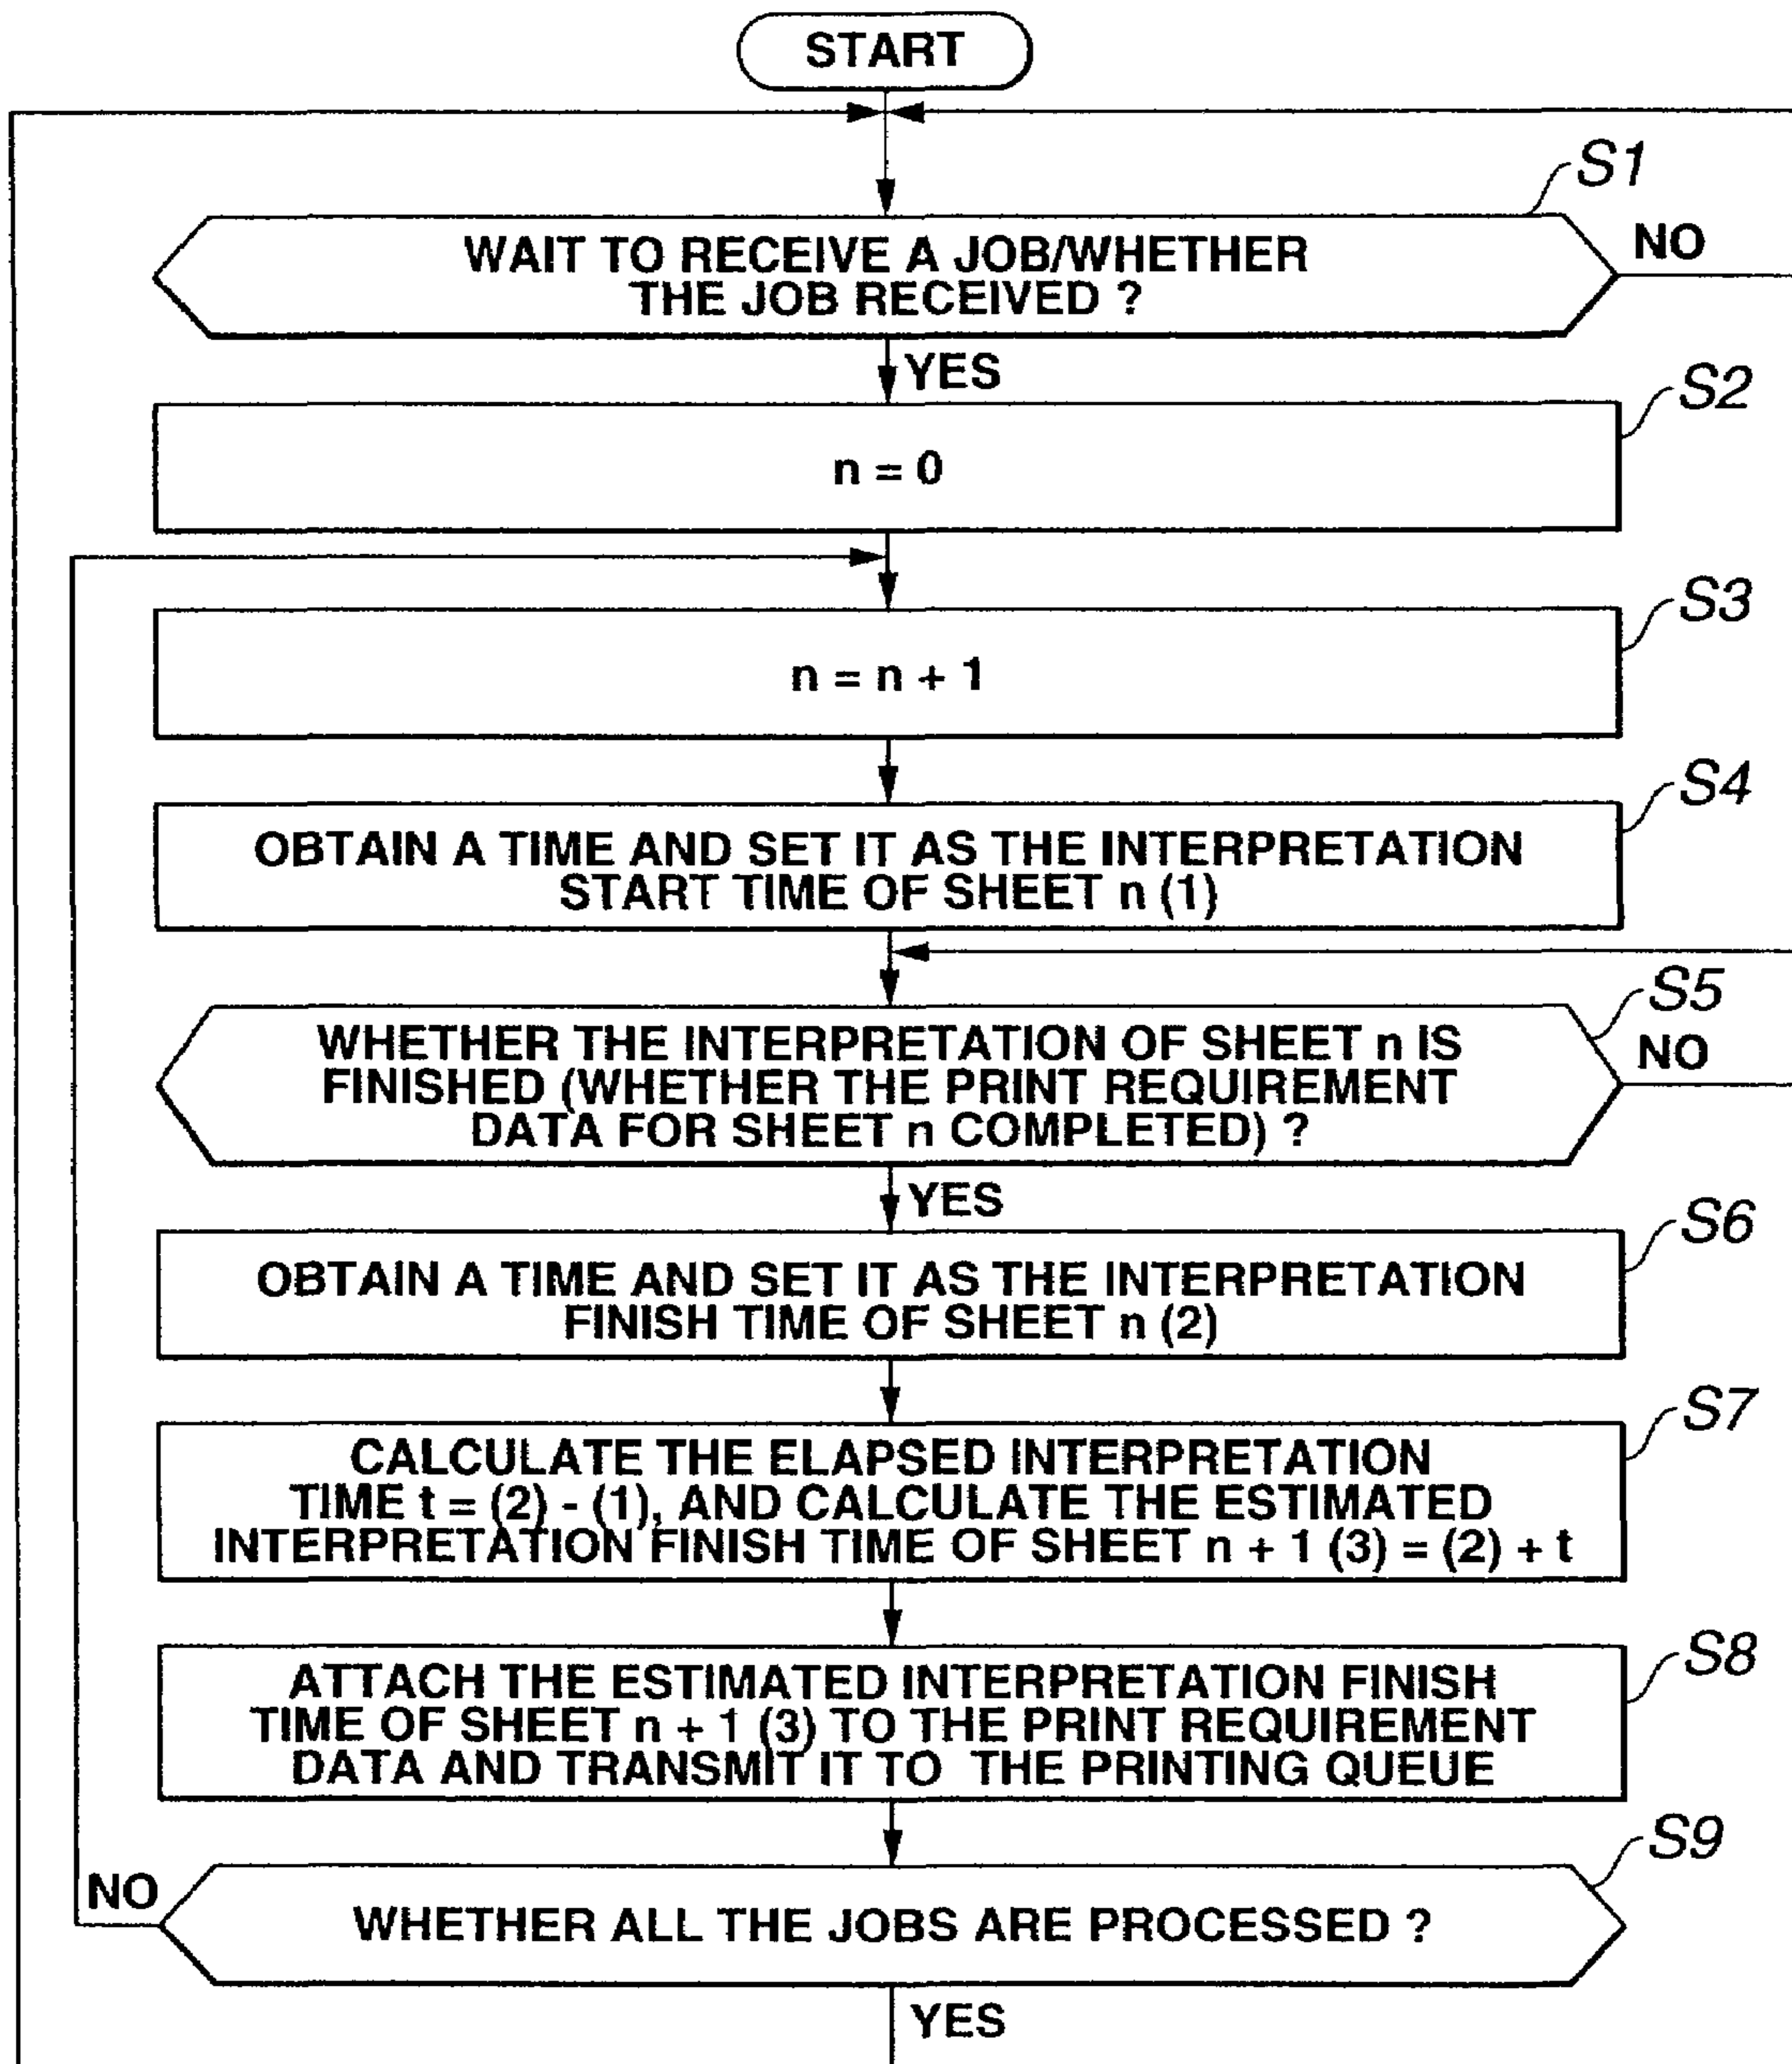 START
S1
WAIT TO RECEIVE A JOB/WHETHER
THE JOB RECEIVED ?
NO
YES
S2
n = 0
S3
n = n + 1
S4
OBTAIN A TIME AND SET IT AS THE INTERPRETATION
START TIME OF SHEET n (1)
S5
WHETHER THE INTERPRETATION OF SHEET n IS
FINISHED (WHETHER THE PRINT REQUIREMENT
DATA FOR SHEET n COMPLETED) ?
NO
YES
S6
OBTAIN A TIME AND SET IT AS THE INTERPRETATION
FINISH TIME OF SHEET n (2)
S7
CALCULATE THE ELAPSED INTERPRETATION
TIME t = (2) - (1), AND CALCULATE THE ESTIMATED
INTERPRETATION FINISH TIME OF SHEET n + 1 (3) = (2) + t
S8
ATTACH THE ESTIMATED INTERPRETATION FINISH
TIME OF SHEET n + 1 (3) TO THE PRINT REQUIREMENT
DATA AND TRANSMIT IT TO THE PRINTING QUEUE
S9
NO
WHETHER ALL THE JOBS ARE PROCESSED ?
YES